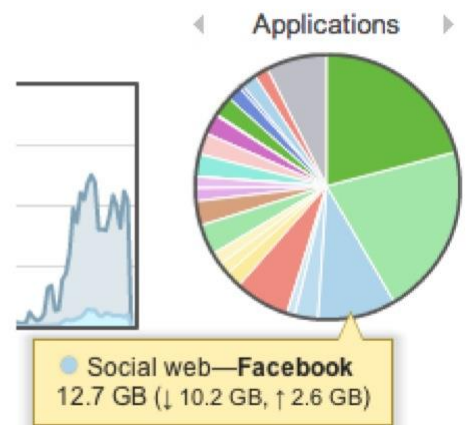 Applications
Social web—Facebook
12.7 GB (↓ 10.2 GB, ↑ 2.6 GB)